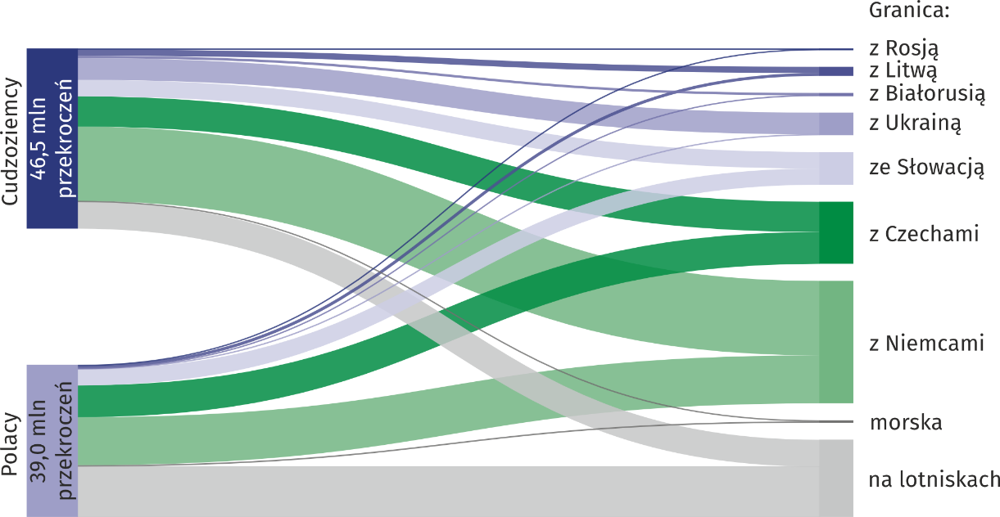 Granica:
z Rosją
z Litwą
z Białorusią
z Ukrainą
ze Słowacją
z Czechami
z Niemcami
morska
na lotniskach
Cudzoziemcy
46,5 mln
przekroczeń
Polacy
39,0 mln
przekroczeń